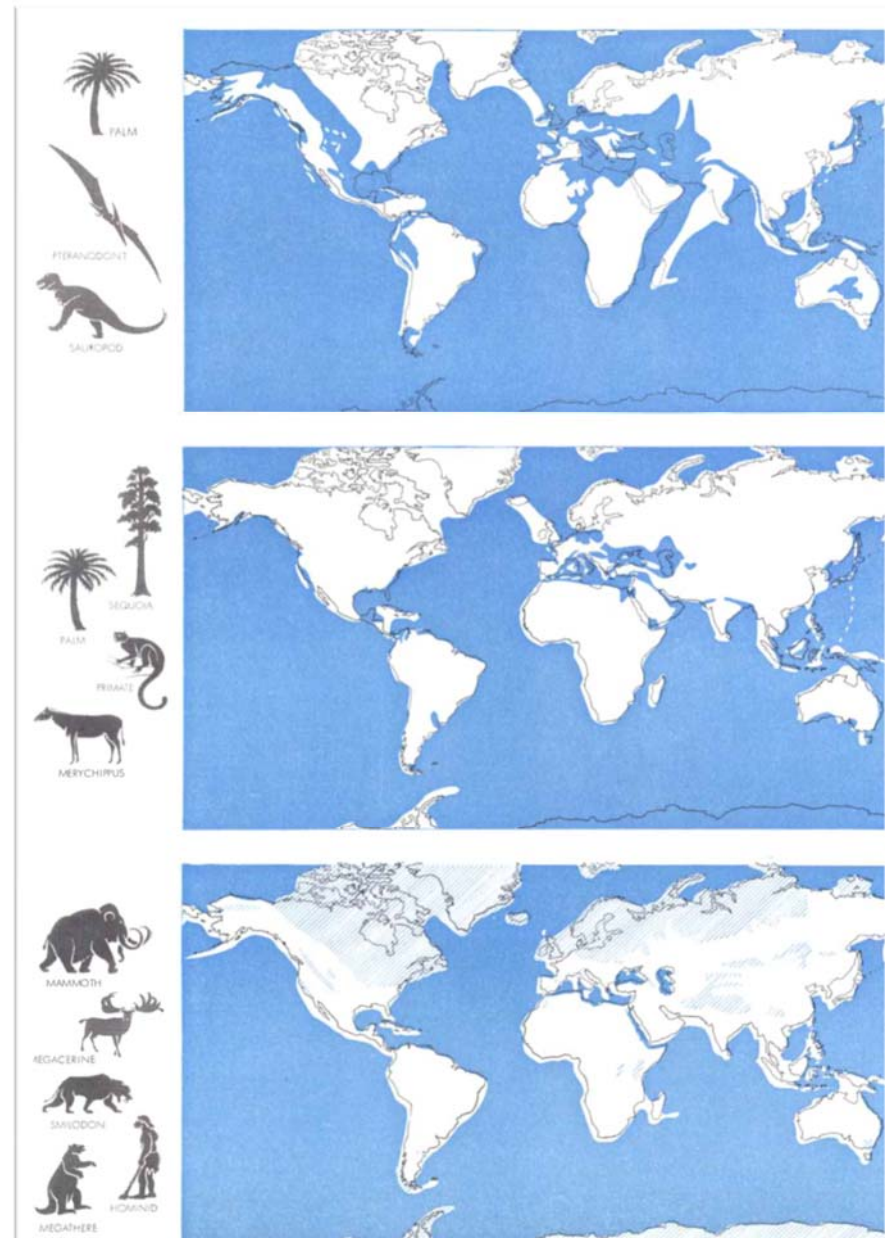 PALM
PTERANODONT
SAUROPOD
SEQUOIA
PALM
PRIMATE
MERYCHIPPUS
MAMMOTH
MEGACERINE
SMILODON
HOMINID
MEGATHERE